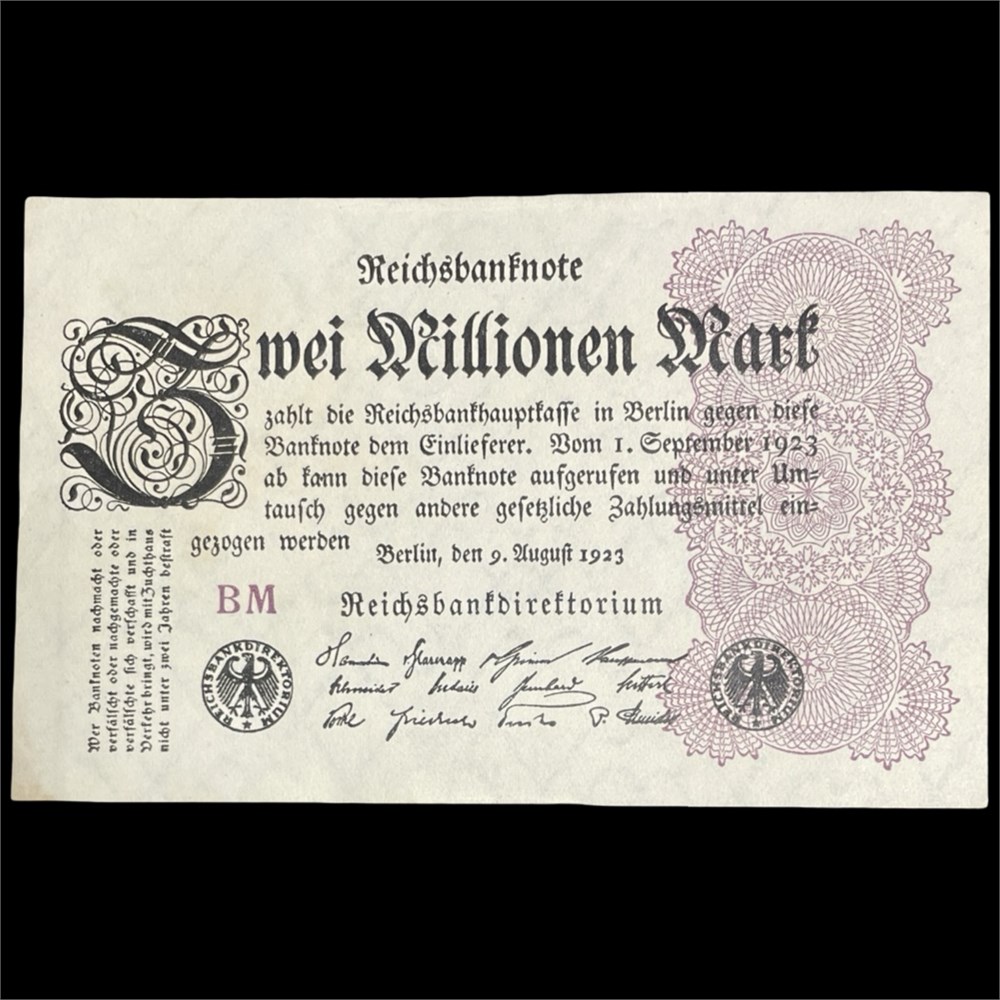 Reichsbanknote
Zwei Millionen Mark
zahlt die Reichsbankhauptkasse in Berlin gegen diese
Banknote dem Einlieferer. Vom 1. September 1923
ab kann diese Banknote aufgerufen und unter Um=
tausch gegen andere gesetzliche Zahlungsmittel ein=
gezogen werden
Berlin, den 9. August 1923
BM
Reichsbankdirektorium
REICHSBANKDIREKTORIUM
REICHSBANKDIREKTORIUM
Wer Banknoten nachmacht oder
verfälscht oder nachgemachte oder
verfälschte sich verschafft und in
Verkehr bringt, wird mit Zuchthaus
nicht unter zwei Jahren bestraft